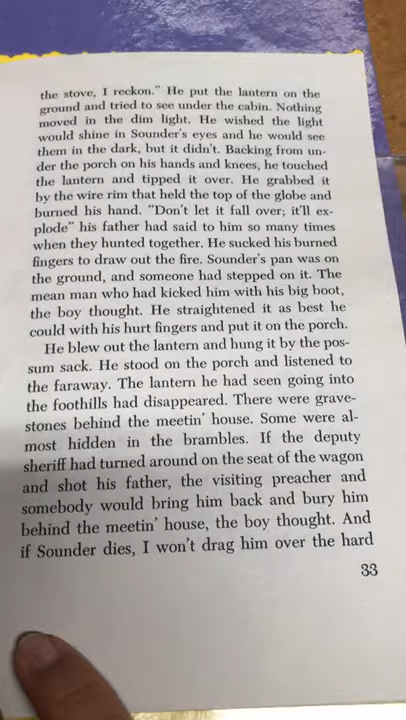 the stove, I reckon.” He put the lantern on the
ground and tried to see under the cabin. Nothing
moved in the dim light. He wished the light
would shine in Sounder’s eyes and he would see
them in the dark, but it didn’t. Backing from un-
der the porch on his hands and knees, he touched
the lantern and tipped it over. He grabbed it
by the wire rim that held the top of the globe and
burned his hand. “Don’t let it fall over; it’ll ex-
plode” his father had said to him so many times
when they hunted together. He sucked his burned
fingers to draw out the fire. Sounder’s pan was on
the ground, and someone had stepped on it. The
mean man who had kicked him with his big boot,
the boy thought. He straightened it as best he
could with his hurt fingers and put it on the porch.
He blew out the lantern and hung it by the pos-
sum sack. He stood on the porch and listened to
the faraway. The lantern he had seen going into
the foothills had disappeared. There were grave-
stones behind the meetin’ house. Some were al-
most hidden in the brambles. If the deputy
sheriff had turned around on the seat of the wagon
and shot his father, the visiting preacher and
somebody would bring him back and bury him
behind the meetin’ house, the boy thought. And
if Sounder dies, I won’t drag him over the hard
33